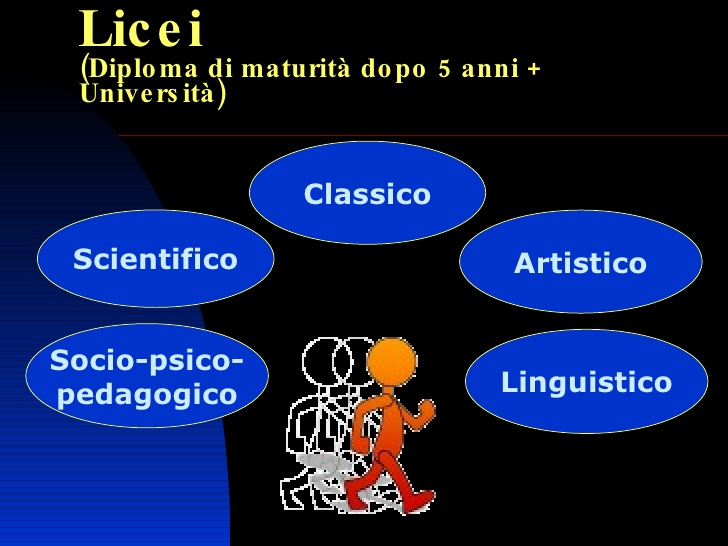 Licei
(Diploma di maturità dopo 5 anni +
Università)
Classico
Scientifico
Artistico
Socio-psico-
pedagogico
Linguistico